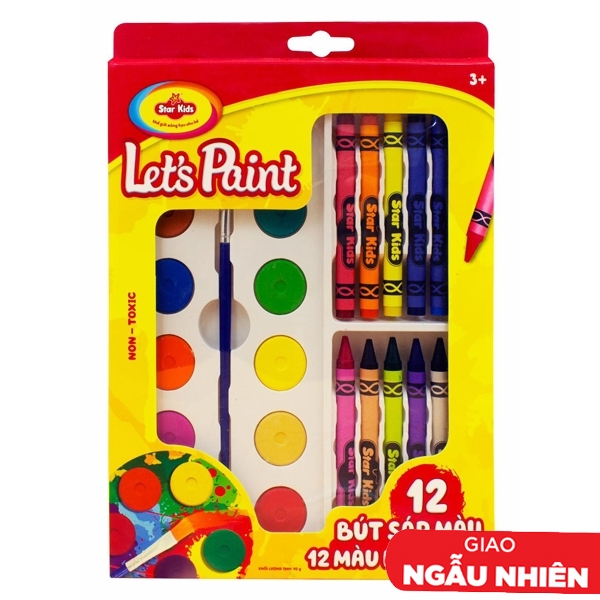 3+
Star Kids
Let's Paint
NON - TOXIC
Star Kids
Star Kids
Star Kids
Star Kids
Star Kids
Star Kids
12
BÚT SÁP MÀU
12 MÀU
GIAO
NGẪU NHIÊN